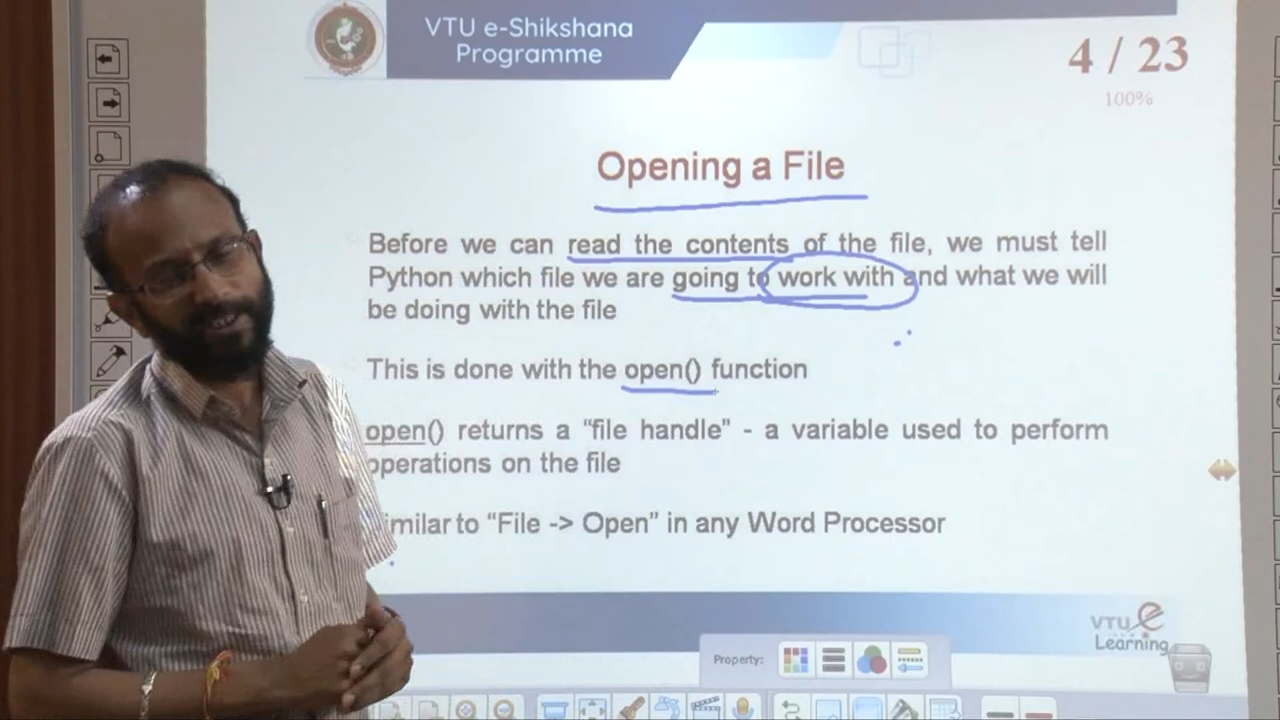 VTU e-Shikshana
Programme
4 / 23
100%
Opening a File
Before we can read the contents of the file, we must tell
Python which file we are going to work with and what we will
be doing with the file
This is done with the open() function
open() returns a "file handle" - a variable used to perform
operations on the file
imilar to "File -> Open" in any Word Processor
VTU e
Learning
Property: